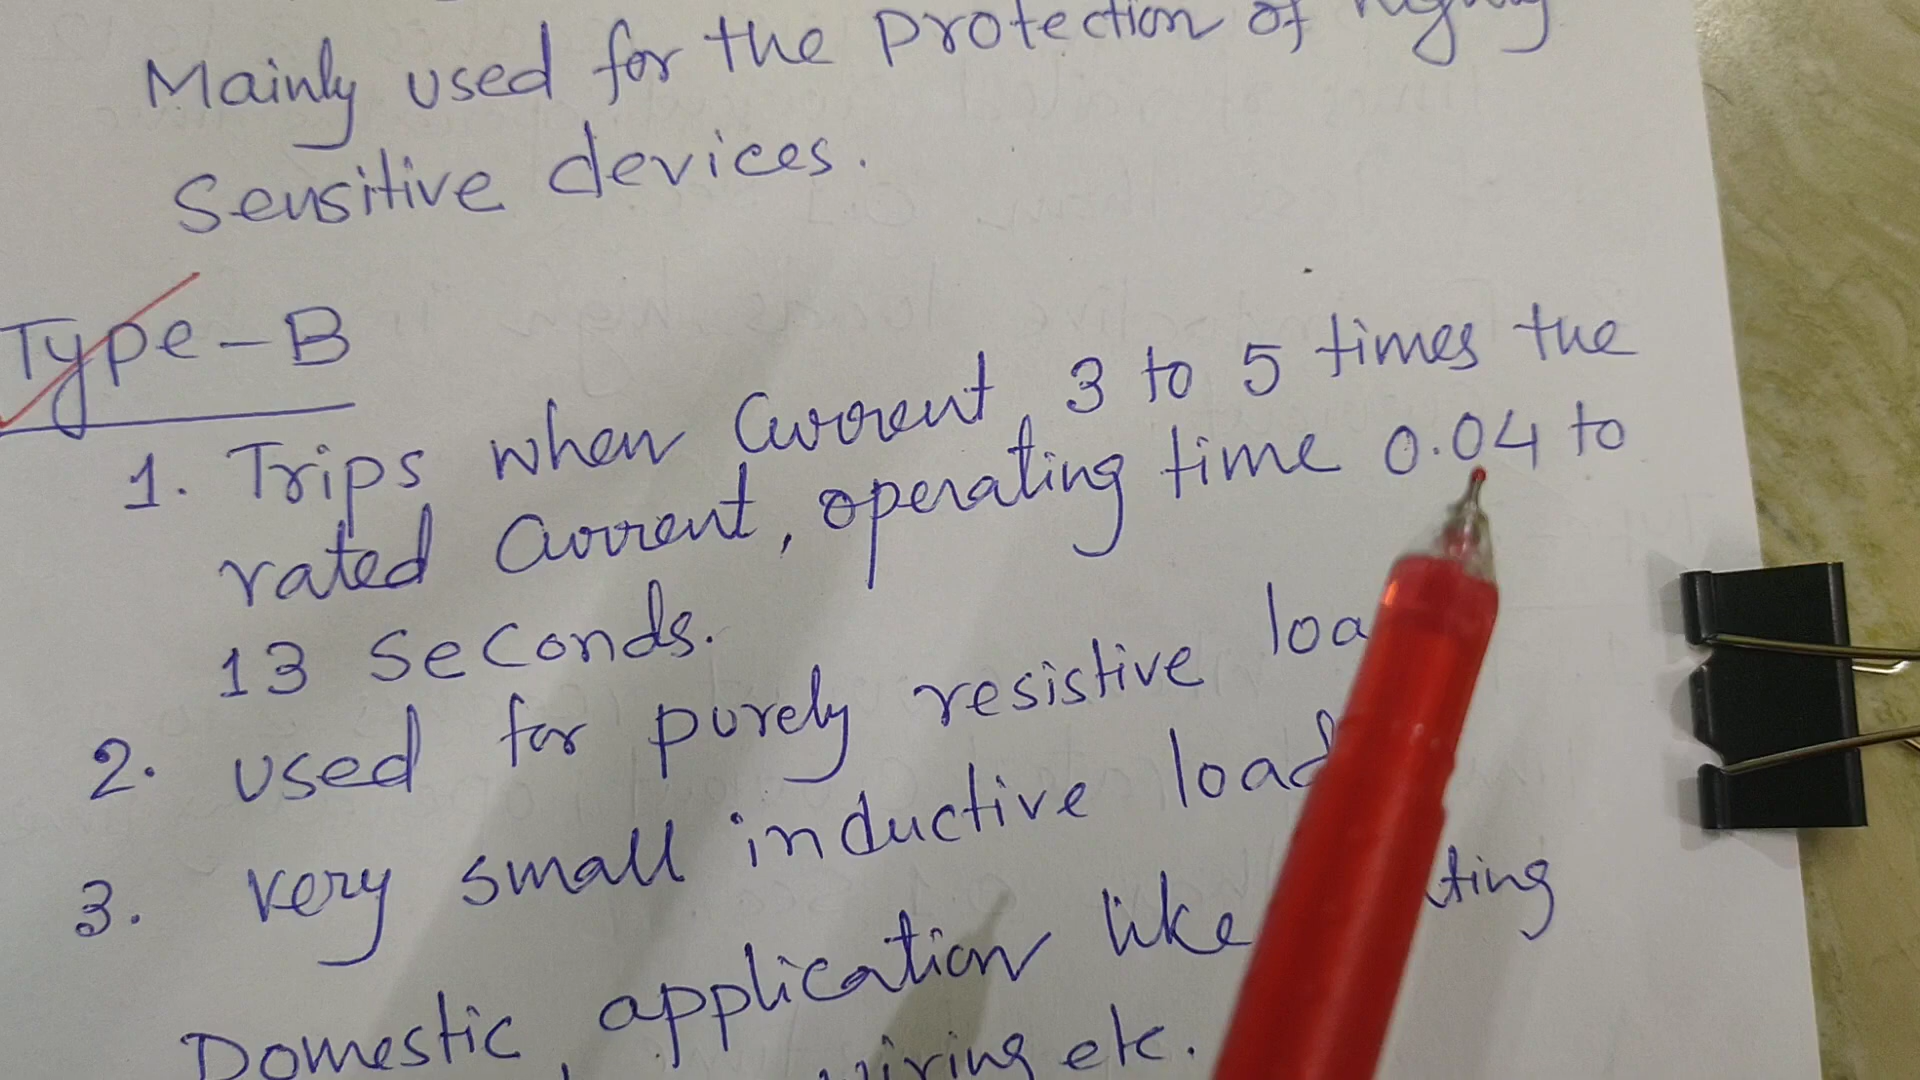 Mainly used for the protection of
Sensitive devices.
Type-B
1. Trips when Current, 3 to 5 times the
rated Current, operating time 0.04 to
13 Seconds.
2. used for purely resistive loa
3. Very small inductive load
Domestic application like ting
wiring etc.